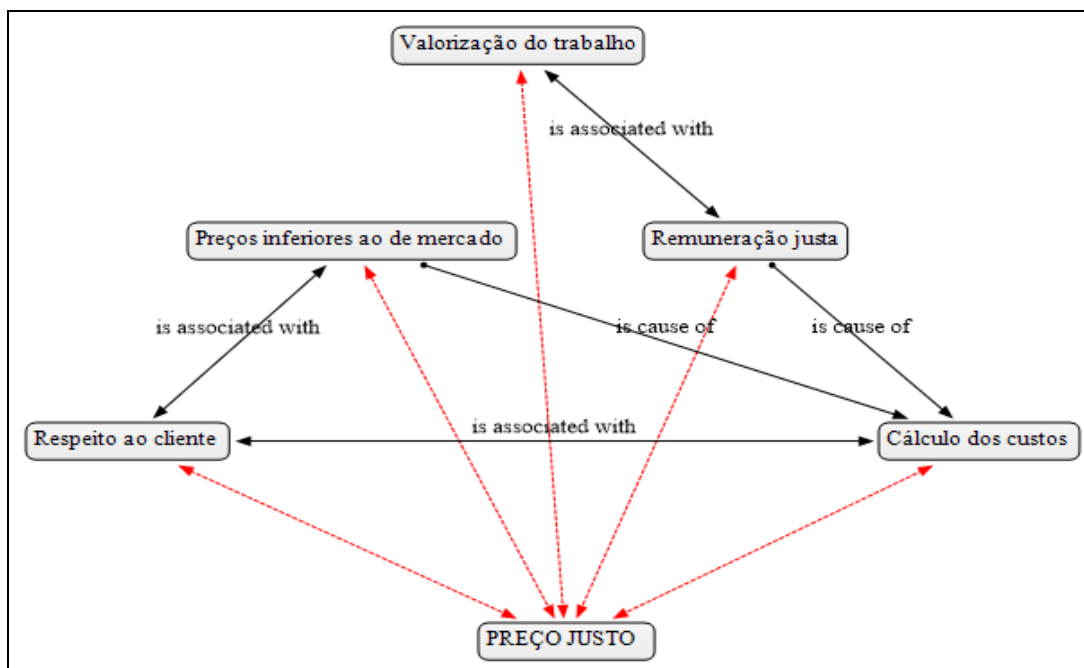 Valorização do trabalho
is associated with
Preços inferiores ao de mercado
Remuneração justa
is associated with
is cause of
is cause of
Respeito ao cliente
is associated with
Cálculo dos custos
PREÇO JUSTO